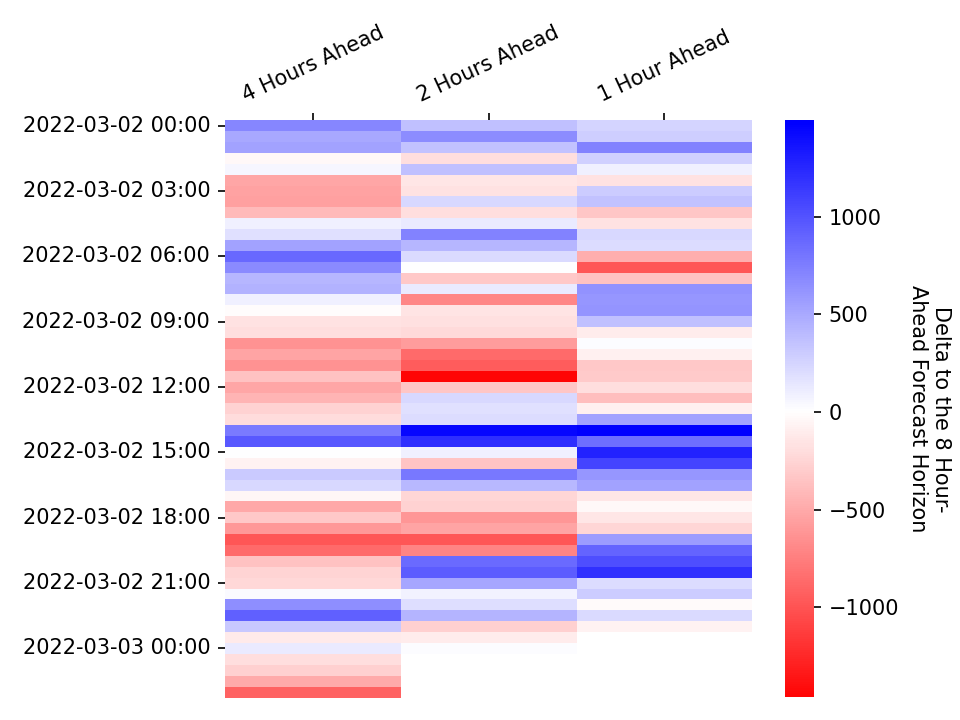 4 Hours Ahead
2 Hours Ahead
1 Hour Ahead
2022-03-02 00:00
2022-03-02 03:00
2022-03-02 06:00
2022-03-02 09:00
2022-03-02 12:00
2022-03-02 15:00
2022-03-02 18:00
2022-03-02 21:00
2022-03-03 00:00
1000
500
0
−500
−1000
Delta to the 8 Hour-
Ahead Forecast Horizon